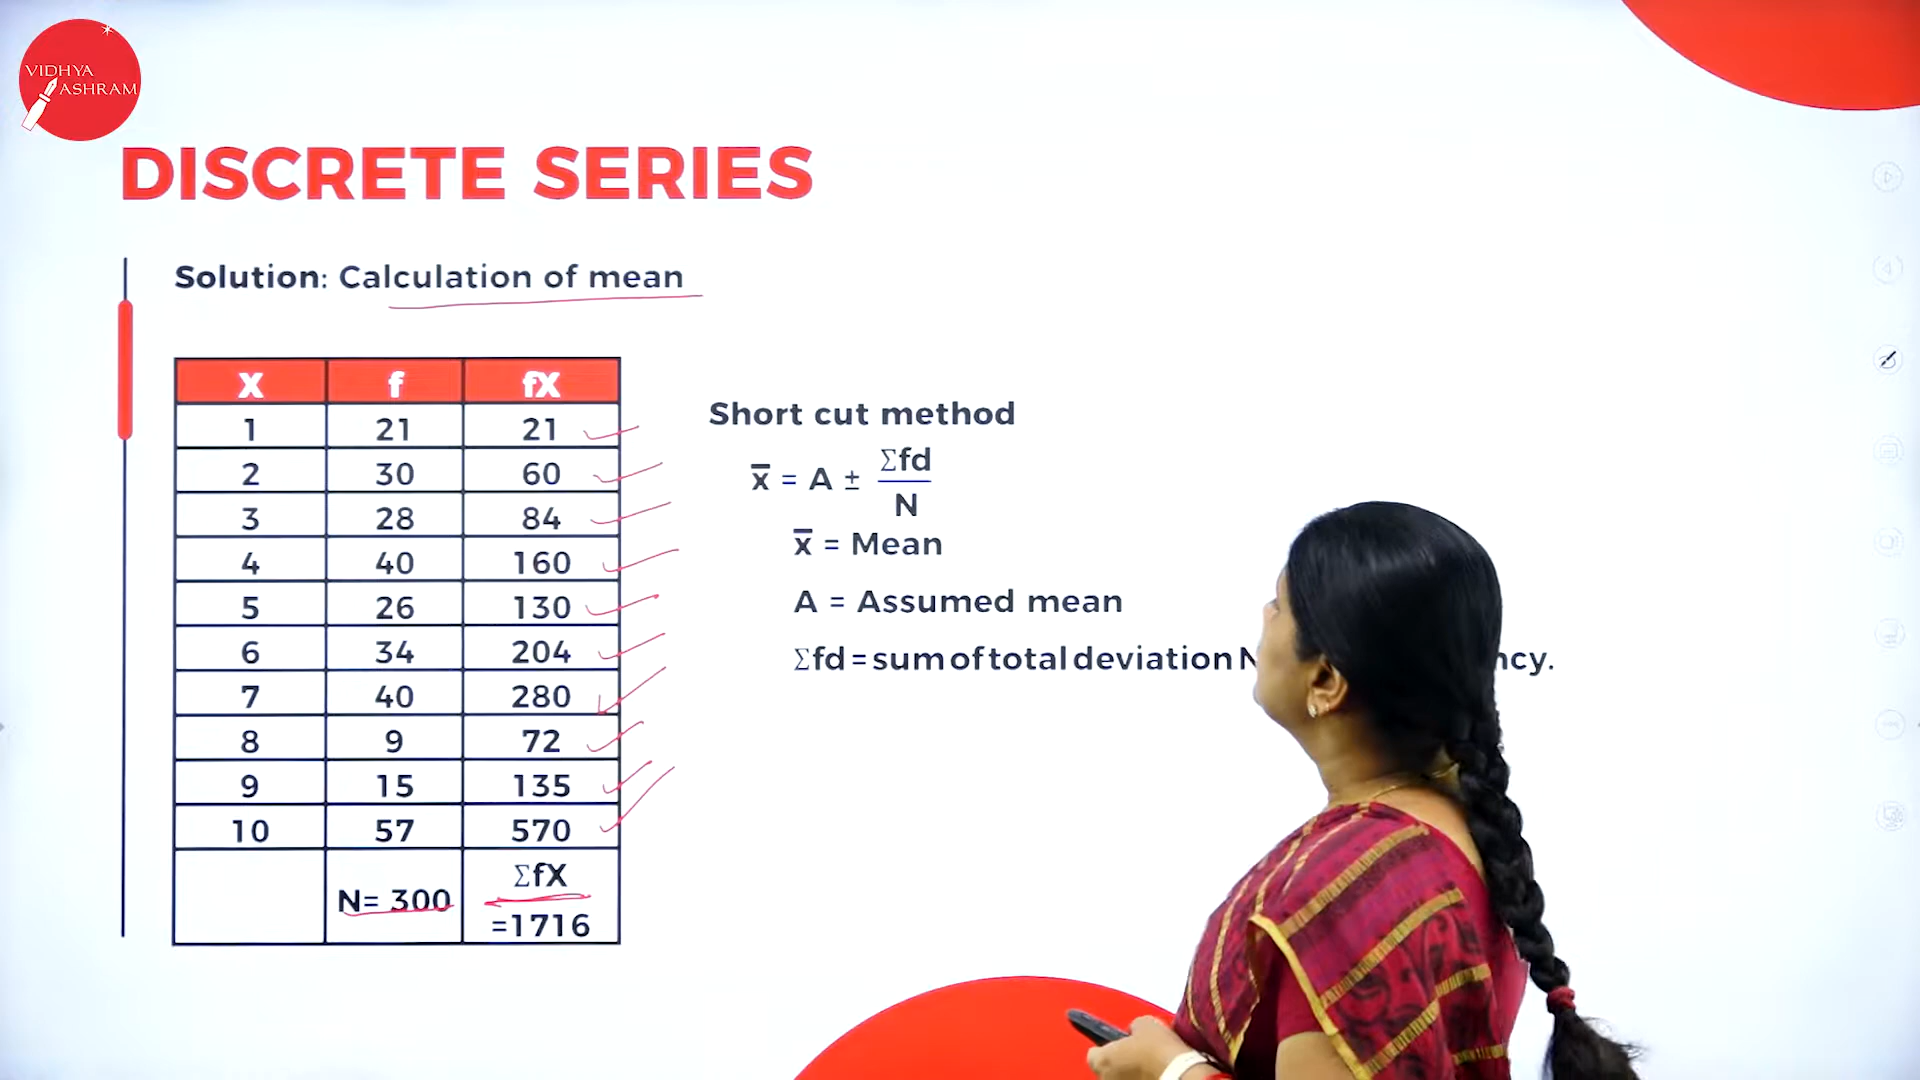 VIDHYA
ASHRAM
DISCRETE SERIES
Solution: Calculation of mean
X f fX
1 21 21
2 30 60
3 28 84
4 40 160
5 26 130
6 34 204
7 40 280
8 9 72
9 15 135
10 57 570
N= 300 ΣfX =1716
Short cut method
x̅ = A ± Σfd/N
x̅ = Mean
A = Assumed mean
Σfd = sum of total deviation